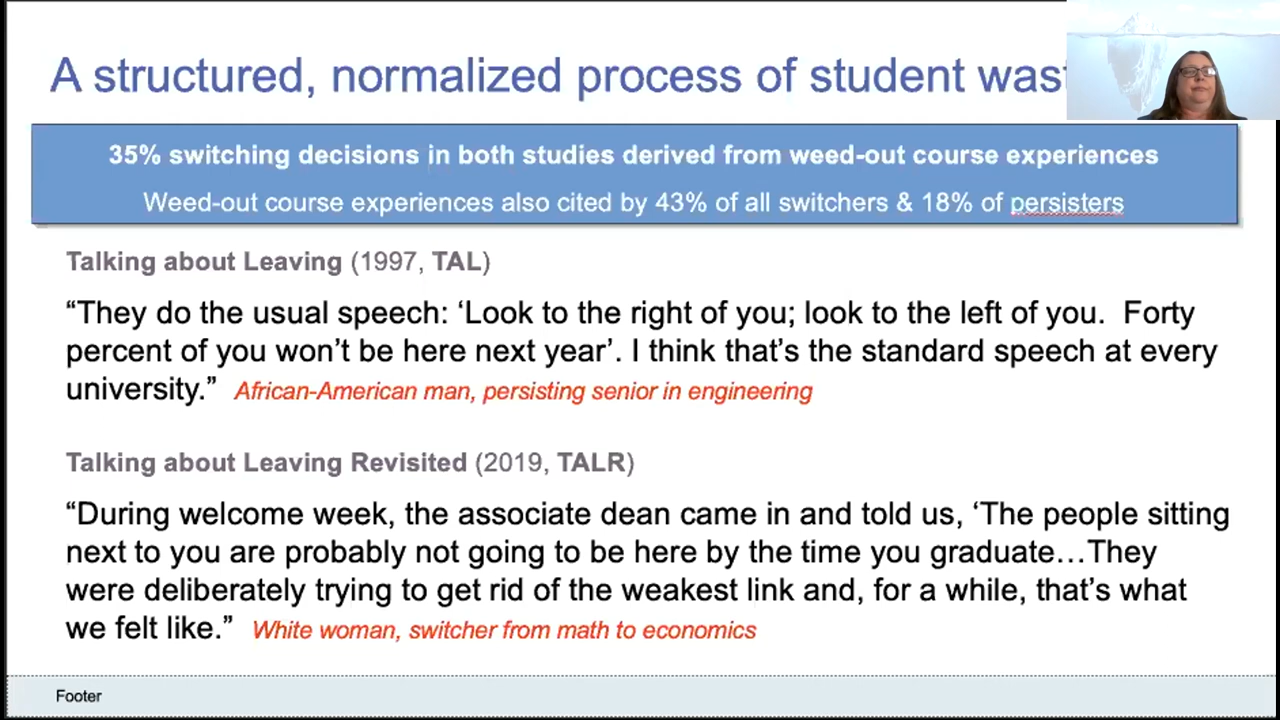 A structured, normalized process of student
35% switching decisions in both studies derived from weed-out course experiences
Weed-out course experiences also cited by 43% of all switchers & 18% of persisters
Talking about Leaving (1997, TAL)
“They do the usual speech: ‘Look to the right of you; look to the left of you.  Forty
percent of you won’t be here next year’. I think that’s the standard speech at every
university.”  African-American man, persisting senior in engineering
Talking about Leaving Revisited (2019, TALR)
“During welcome week, the associate dean came in and told us, ‘The people sitting
next to you are probably not going to be here by the time you graduate…They
were deliberately trying to get rid of the weakest link and, for a while, that’s what
we felt like.”  White woman, switcher from math to economics
Footer